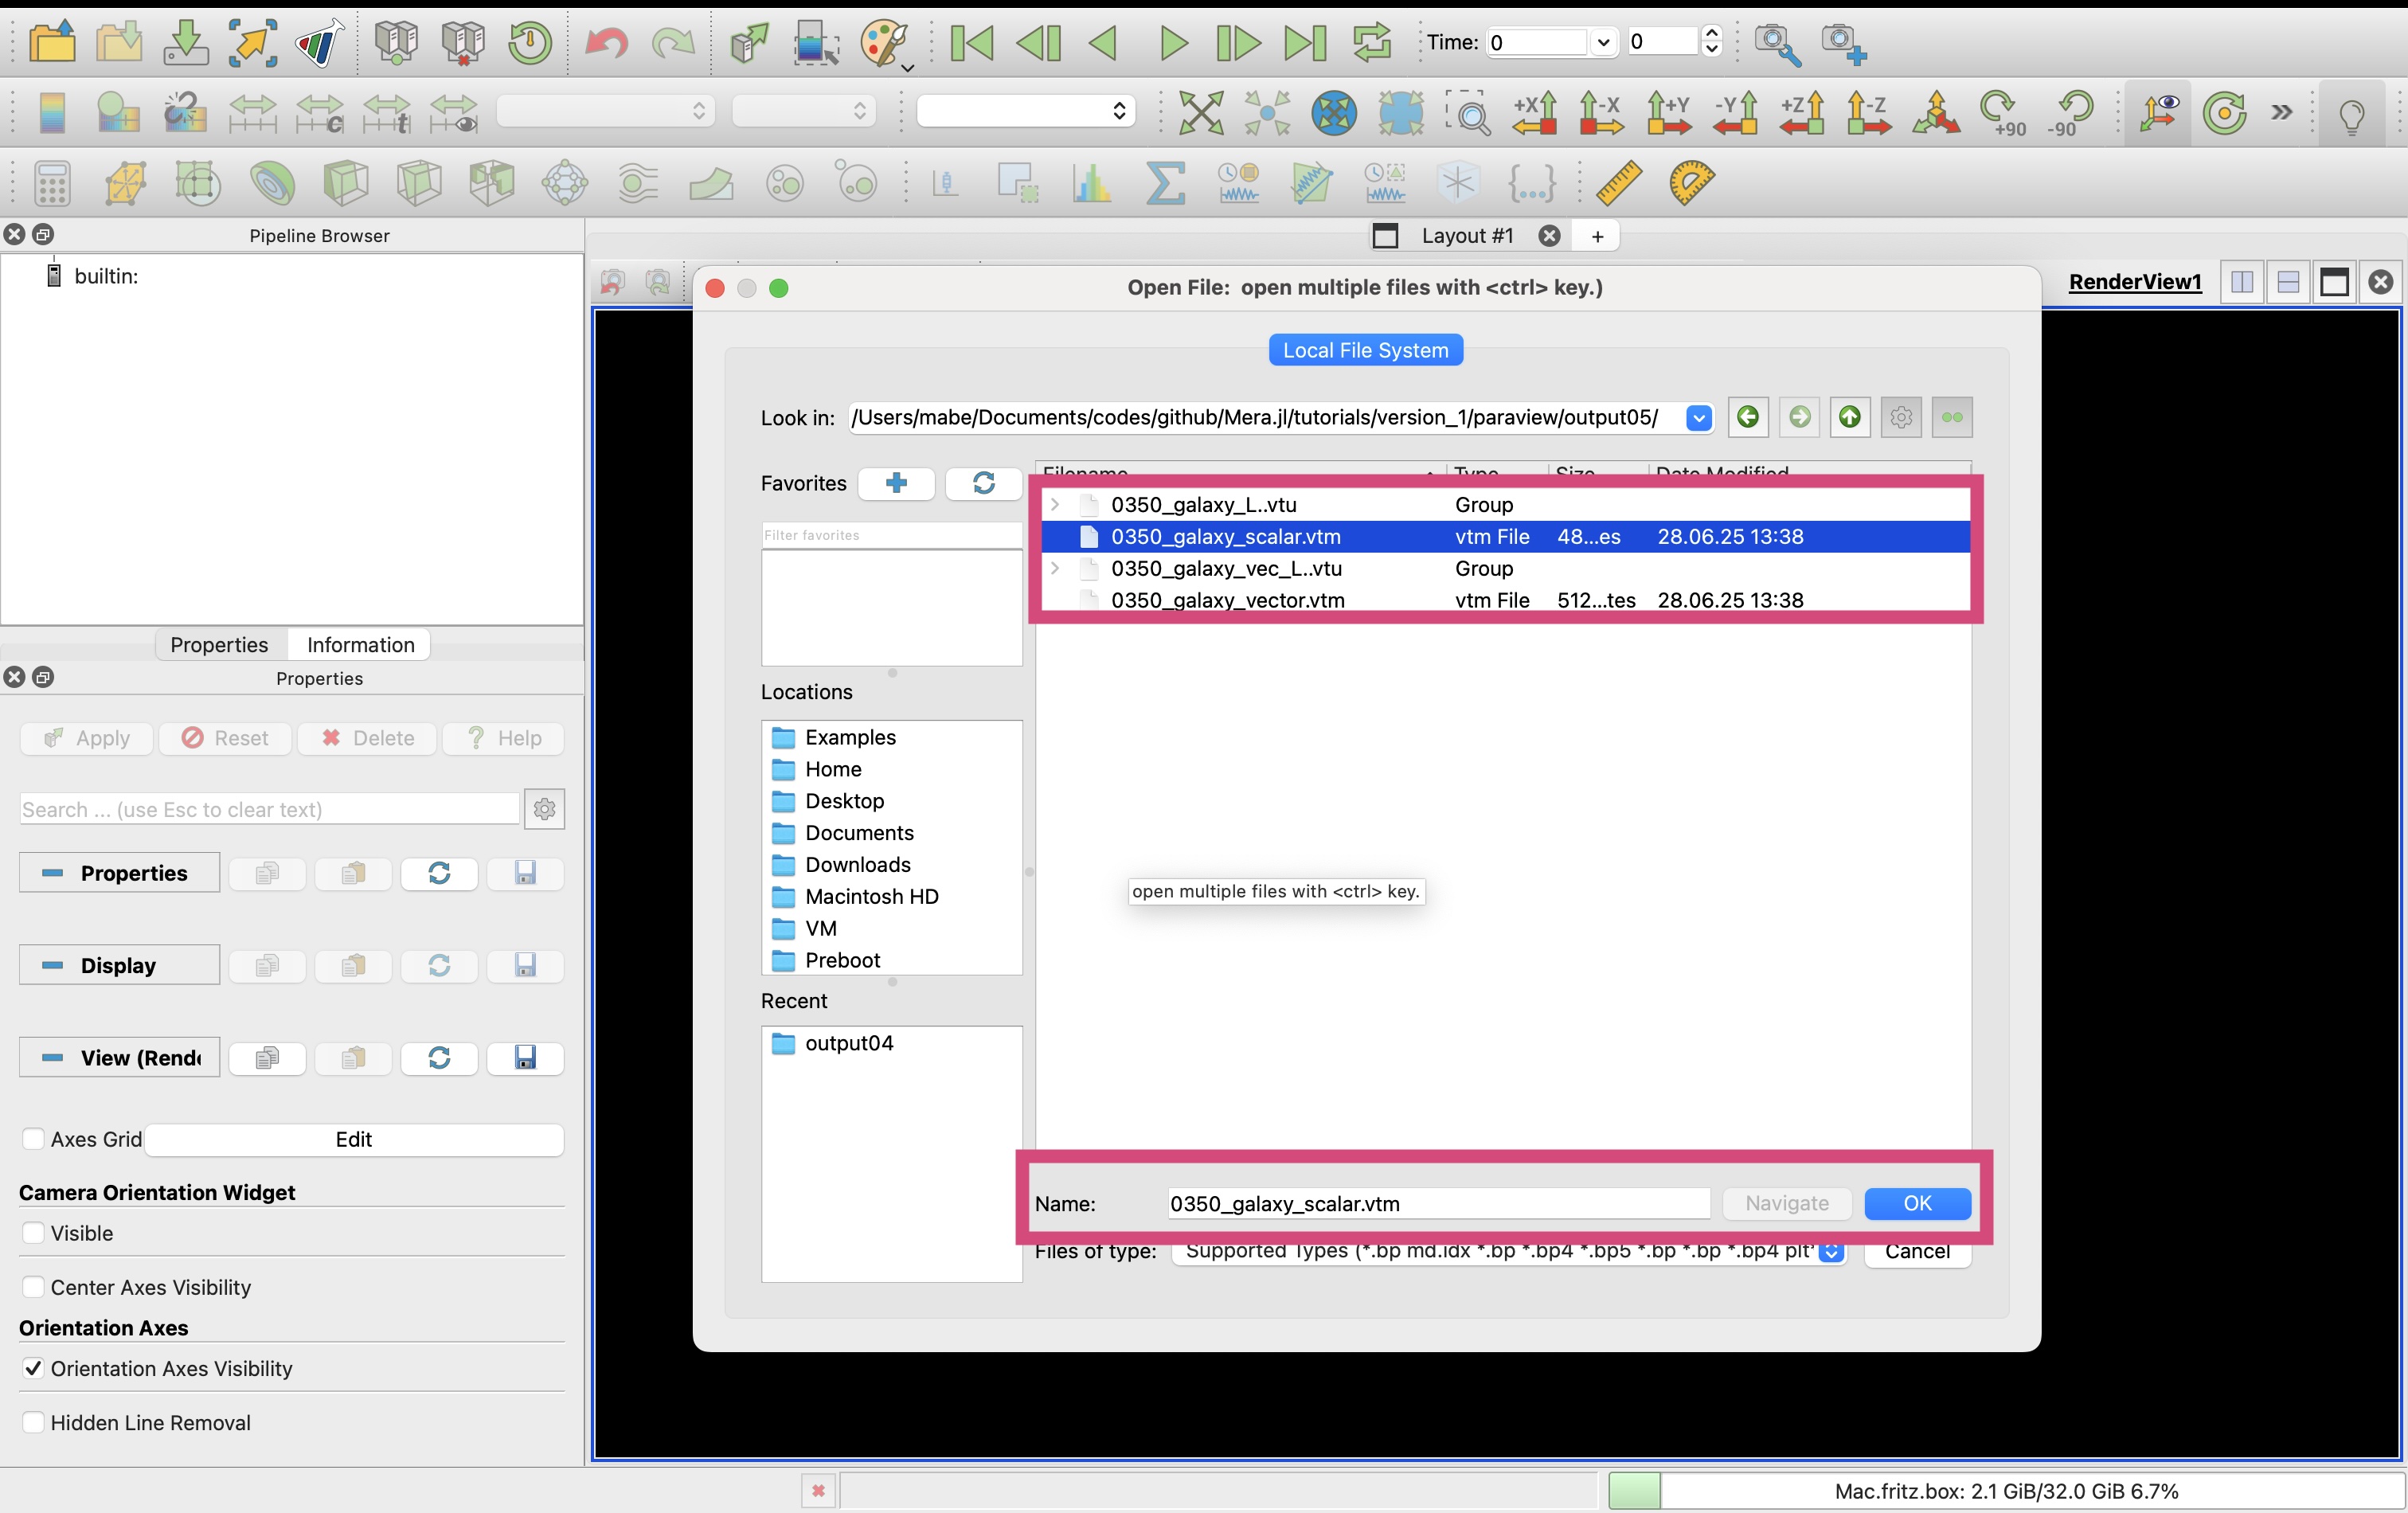 Time: 0 0
c t
+X -X +Y -Y +Z -Z +90 -90 »
{...}
Pipeline Browser
Layout #1 +
builtin:
RenderView1
Open File:  open multiple files with <ctrl> key.)
Local File System
Look in: /Users/mabe/Documents/codes/github/Mera.jl/tutorials/version_1/paraview/output05/
Favorites
Filename Type Size Date Modified
0350_galaxy_L..vtu Group
Filter favorites
0350_galaxy_scalar.vtm vtm File 48...es 28.06.25 13:38
0350_galaxy_vec_L..vtu Group
0350_galaxy_vector.vtm vtm File 512...tes 28.06.25 13:38
Properties Information
Properties
Locations
Apply Reset Delete ? Help
Examples
Home
Desktop
Documents
Downloads
Macintosh HD
VM
Preboot
Search ... (use Esc to clear text)
Properties
open multiple files with <ctrl> key.
Display
Recent
output04
View (Rende
Axes Grid Edit
Camera Orientation Widget
Visible
Center Axes Visibility
Orientation Axes
Orientation Axes Visibility
Hidden Line Removal
Name: 0350_galaxy_scalar.vtm Navigate OK
Files of type: Supported Types (*.bp md.idx *.bp *.bp4 *.bp5 *.bp *.bp *.bp4 plt* Cancel
Mac.fritz.box: 2.1 GiB/32.0 GiB 6.7%